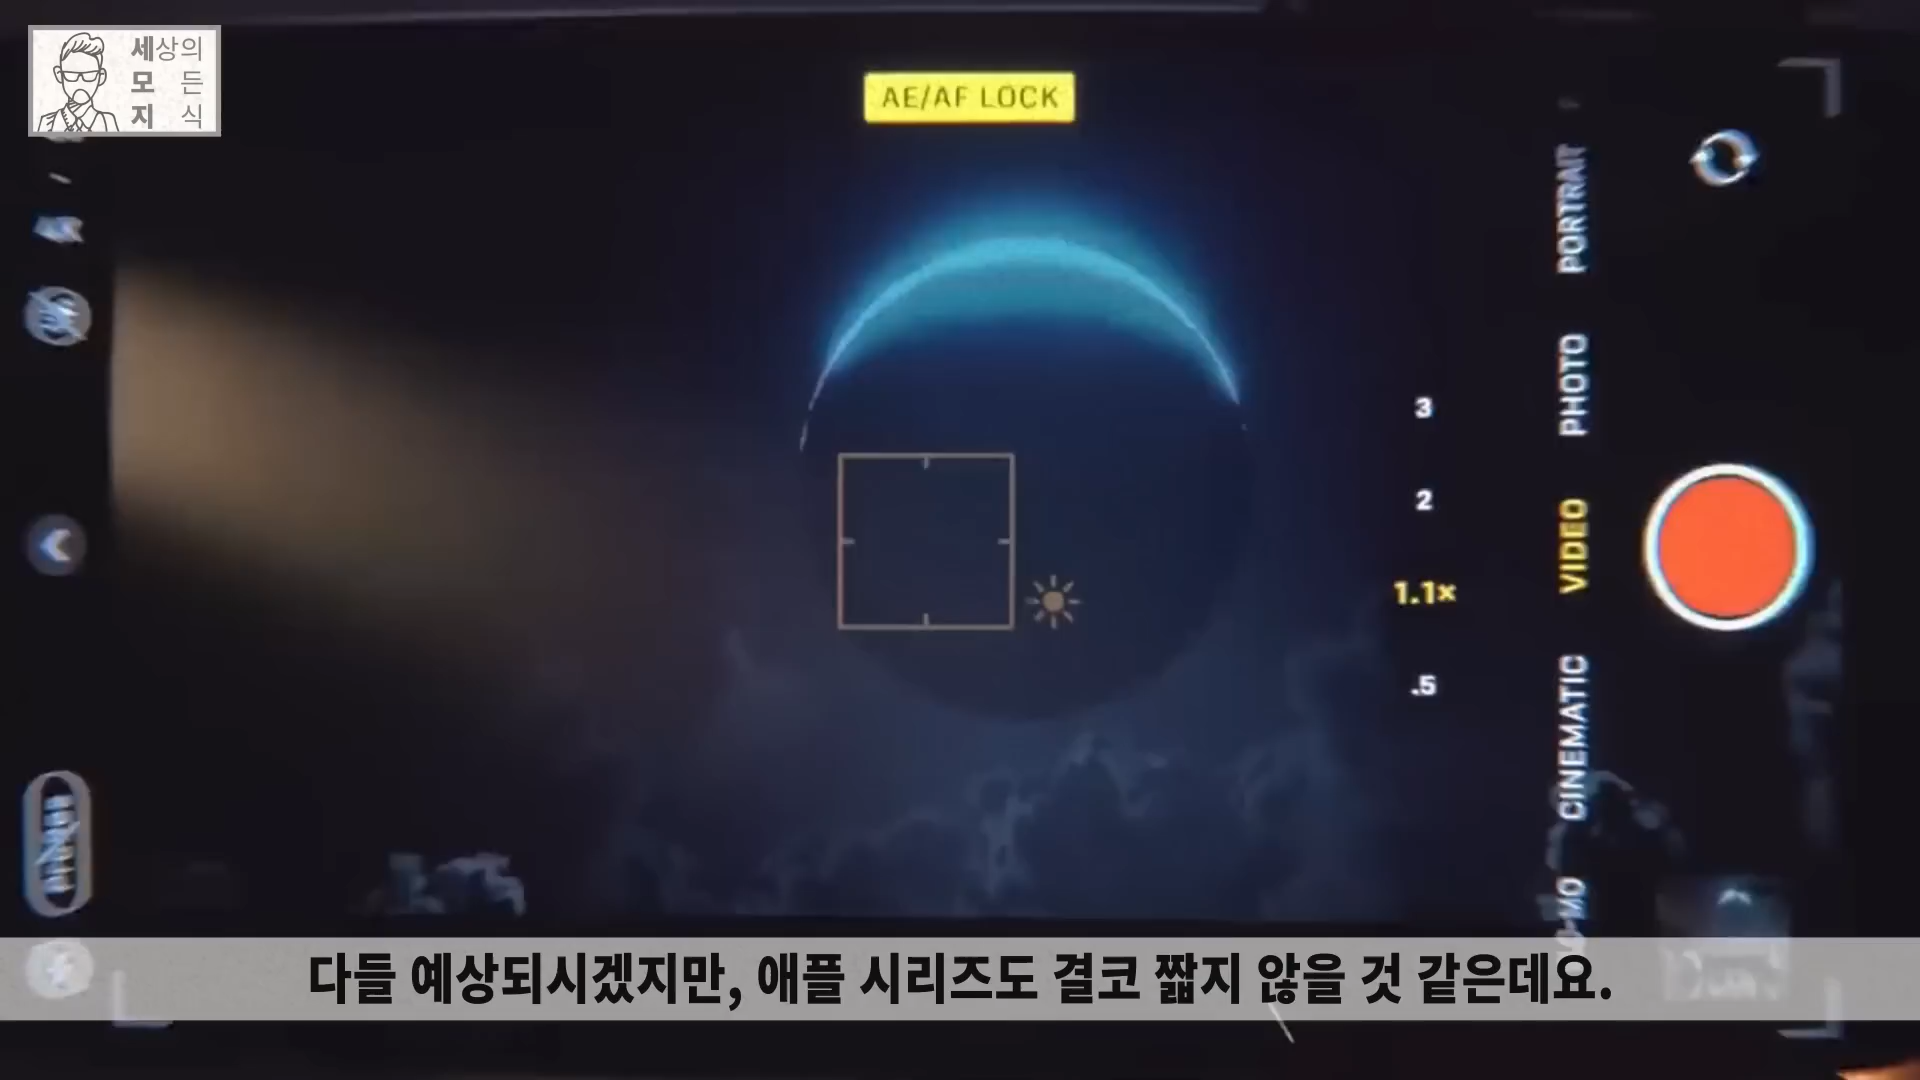 세상의
모 든
지 식
AE/AF LOCK
PORTRAIT
PHOTO
VIDEO
CINEMATIC
3
2
1.1×
.5
다들 예상되시겠지만, 애플 시리즈도 결코 짧지 않을 것 같은데요.